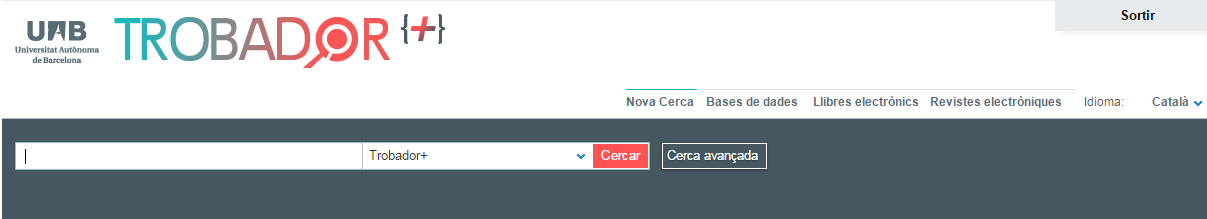 Sortir
UAB
Universitat Autònoma
de Barcelona
TROBADOR{+}
Nova Cerca Bases de dades Llibres electrònics Revistes electròniques Idioma: Català
Trobador+ Cercar Cerca avançada